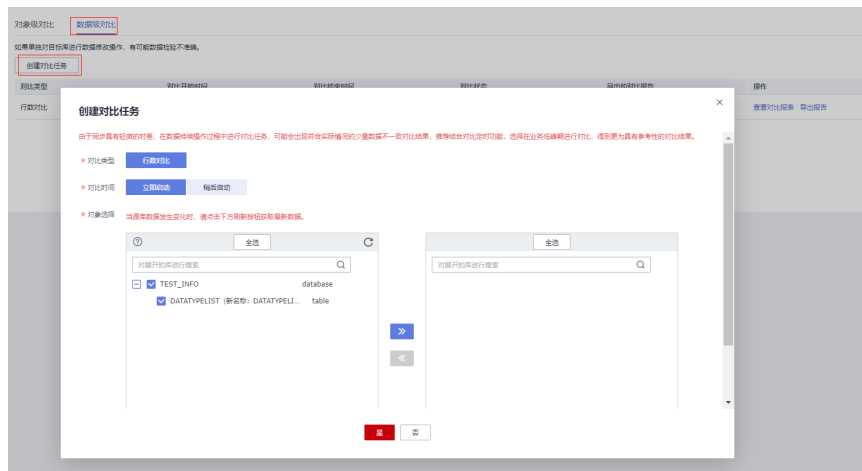 对象级对比 数据级对比
如果单独对目标库进行数据修改操作，有可能数据检验不准确。
创建对比任务
对比类型 对比开始时间 对比结束时间 对比状态 导出的对比报告 操作
行数对比 查看对比报表 导出报告
创建对比任务
由于同步具有轻微的时差，在数据持续操作过程中进行对比任务，可能会出现符合实际情况的少量数据不一致对比结果，推荐结合对比定时功能，选择在业务低峰期进行对比，得到更为具有参考性的对比结果。
* 对比类型 行数对比
* 对比时间 立即启动 稍后启动
* 对象选择 当源库数据发生变化时，请点击下方刷新按钮获取最新数据。
全选 全选
对展开的库进行搜索 对展开的库进行搜索
TEST_INFO database
DATATYPELIST（新名称：DATATYPELI... table
是 否